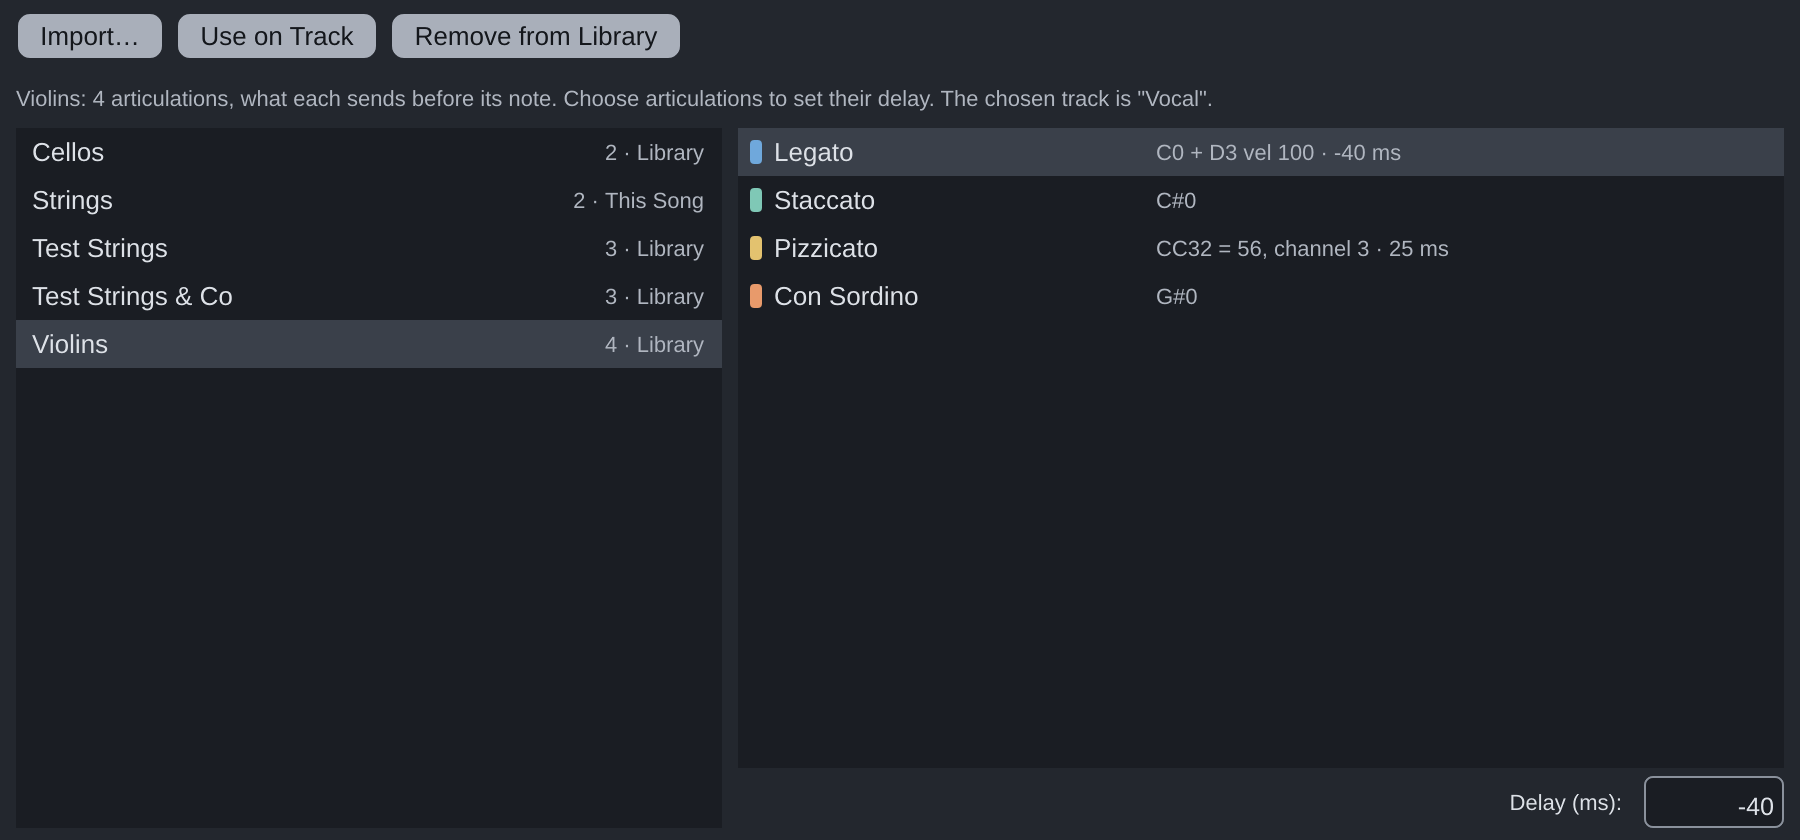 Import…
Use on Track
Remove from Library
Violins: 4 articulations, what each sends before its note. Choose articulations to set their delay. The chosen track is "Vocal".
Cellos 2 · Library
Strings 2 · This Song
Test Strings 3 · Library
Test Strings & Co 3 · Library
Violins 4 · Library
Legato C0 + D3 vel 100 · -40 ms
Staccato C#0
Pizzicato CC32 = 56, channel 3 · 25 ms
Con Sordino G#0
Delay (ms): -40